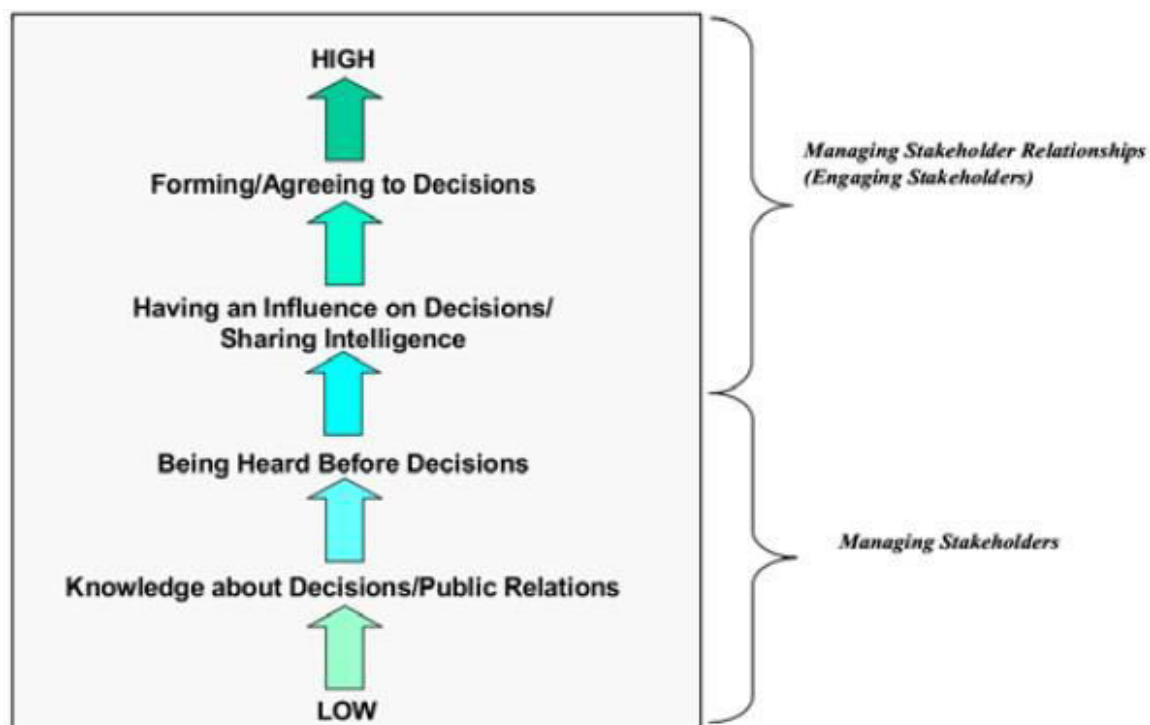 HIGH
Forming/Agreeing to Decisions
Having an Influence on Decisions/
Sharing Intelligence
Being Heard Before Decisions
Knowledge about Decisions/Public Relations
LOW
Managing Stakeholder Relationships
(Engaging Stakeholders)
Managing Stakeholders